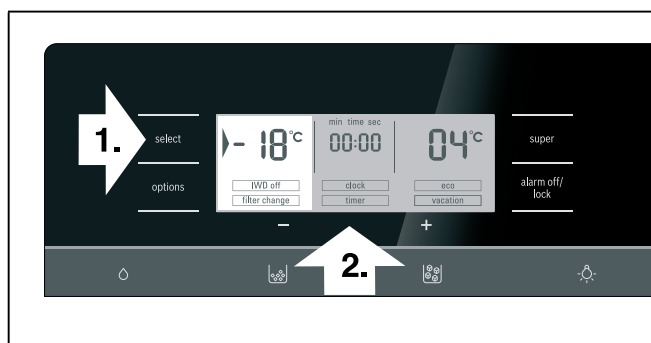 1.
select
options
min time sec
- 18°C
00:00
04°C
IWD off
clock
eco
filter change
timer
vacation
super
alarm off/
lock
− +
2.